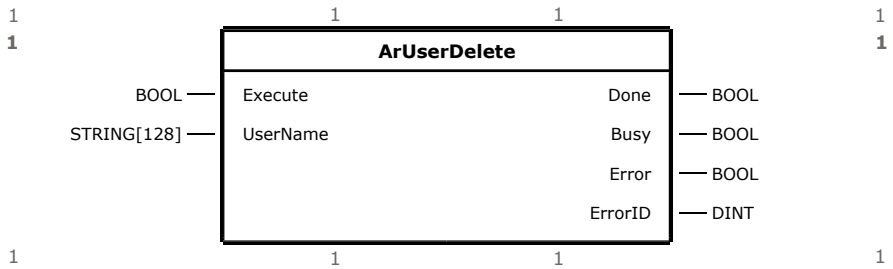 1 1 1 1
1 ArUserDelete 1
BOOL Execute Done BOOL
STRING[128] UserName Busy BOOL
Error BOOL
ErrorID DINT
1 1 1 1